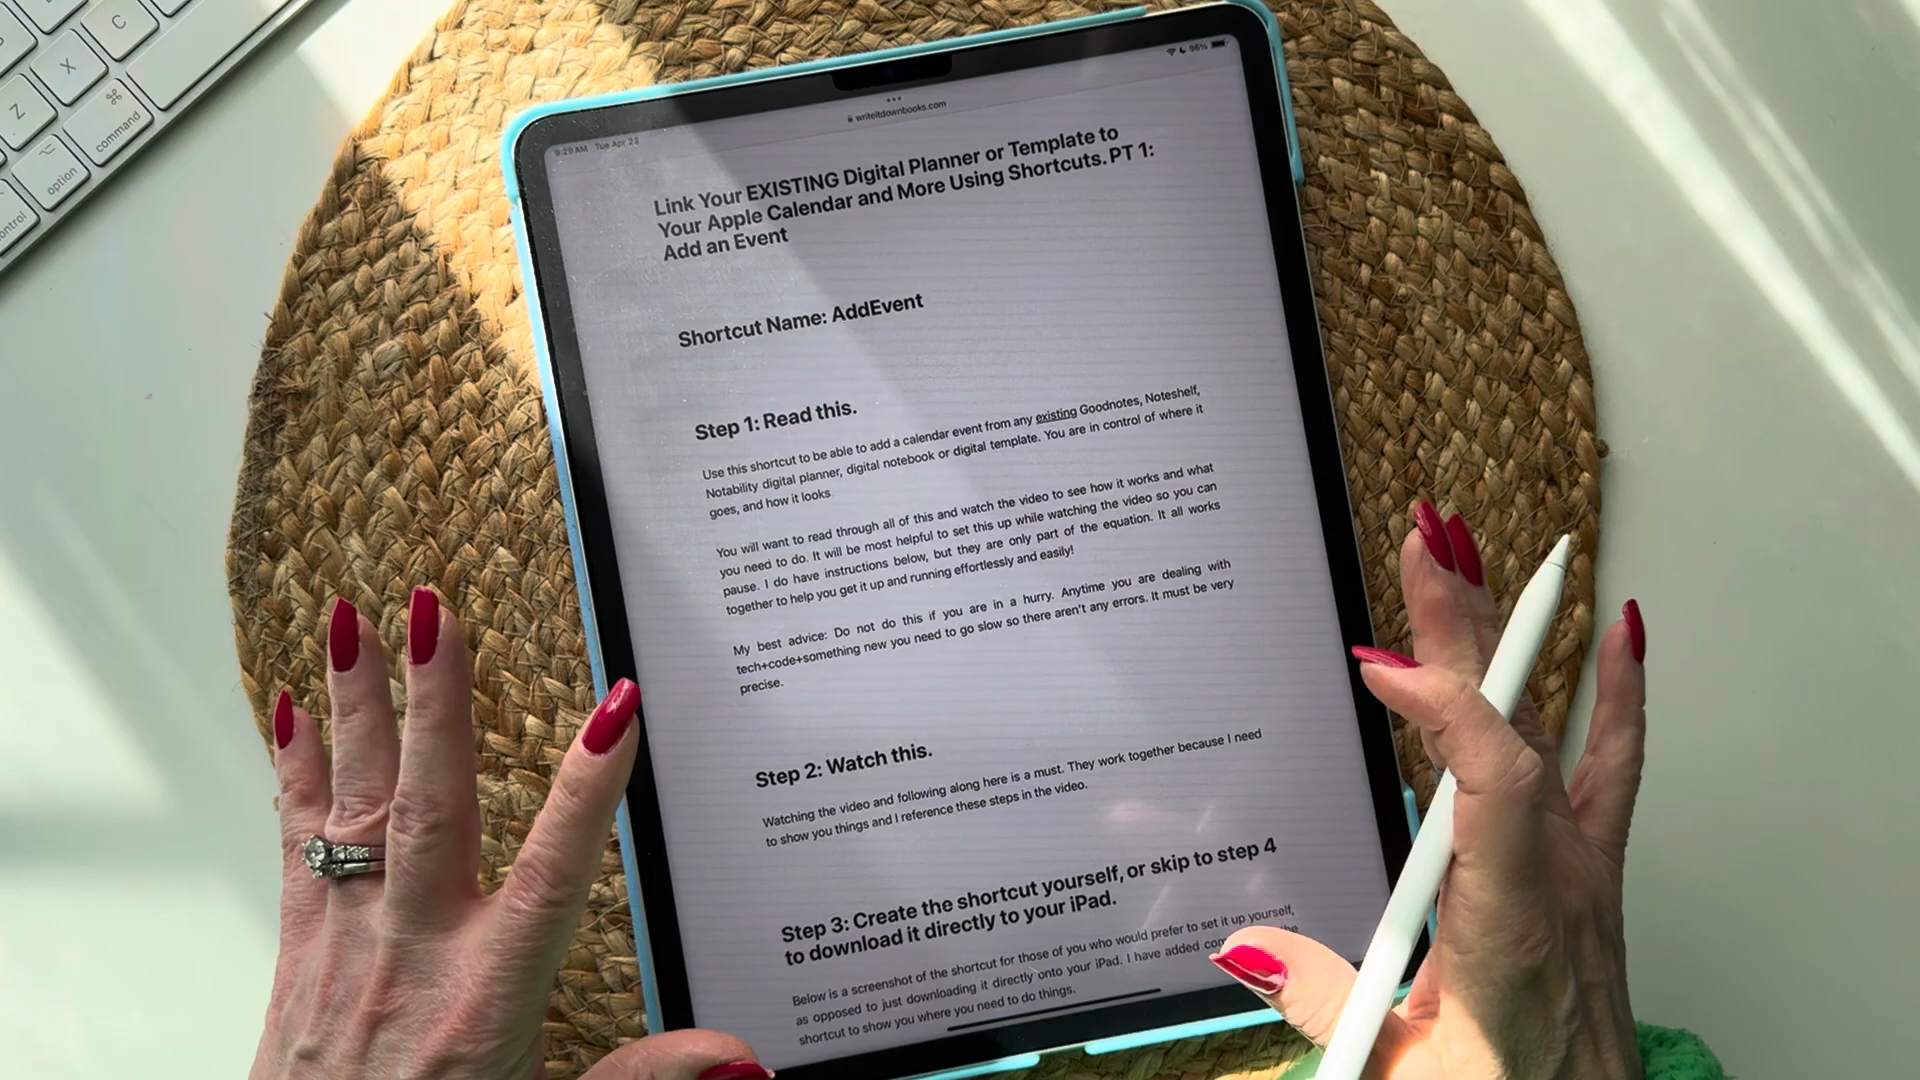 X
C
Z
⌘
command
⌥
option
control
9:29 AM Tue Apr 23
96%
writeitdownbooks.com
Link Your EXISTING Digital Planner or Template to
Your Apple Calendar and More Using Shortcuts. PT 1:
Add an Event
Shortcut Name: AddEvent
Step 1: Read this.
Use this shortcut to be able to add a calendar event from any existing Goodnotes, Noteshelf,
Notability digital planner, digital notebook or digital template. You are in control of where it
goes, and how it looks
You will want to read through all of this and watch the video to see how it works and what
you need to do. It will be most helpful to set this up while watching the video so you can
pause. I do have instructions below, but they are only part of the equation. It all works
together to help you get it up and running effortlessly and easily!
My best advice: Do not do this if you are in a hurry. Anytime you are dealing with
tech+code+something new you need to go slow so there aren't any errors. It must be very
precise.
Step 2: Watch this.
Watching the video and following along here is a must. They work together because I need
to show you things and I reference these steps in the video.
Step 3: Create the shortcut yourself, or skip to step 4
to download it directly to your iPad.
Below is a screenshot of the shortcut for those of you who would prefer to set it up yourself,
as opposed to just downloading it directly onto your iPad. I have added
shortcut to show you where you need to do things.